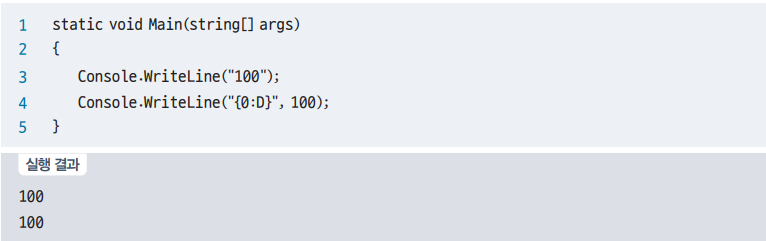 1 static void Main(string[] args)
2 {
3 Console.WriteLine("100");
4 Console.WriteLine("{0:D}", 100);
5 }
실행 결과
100
100